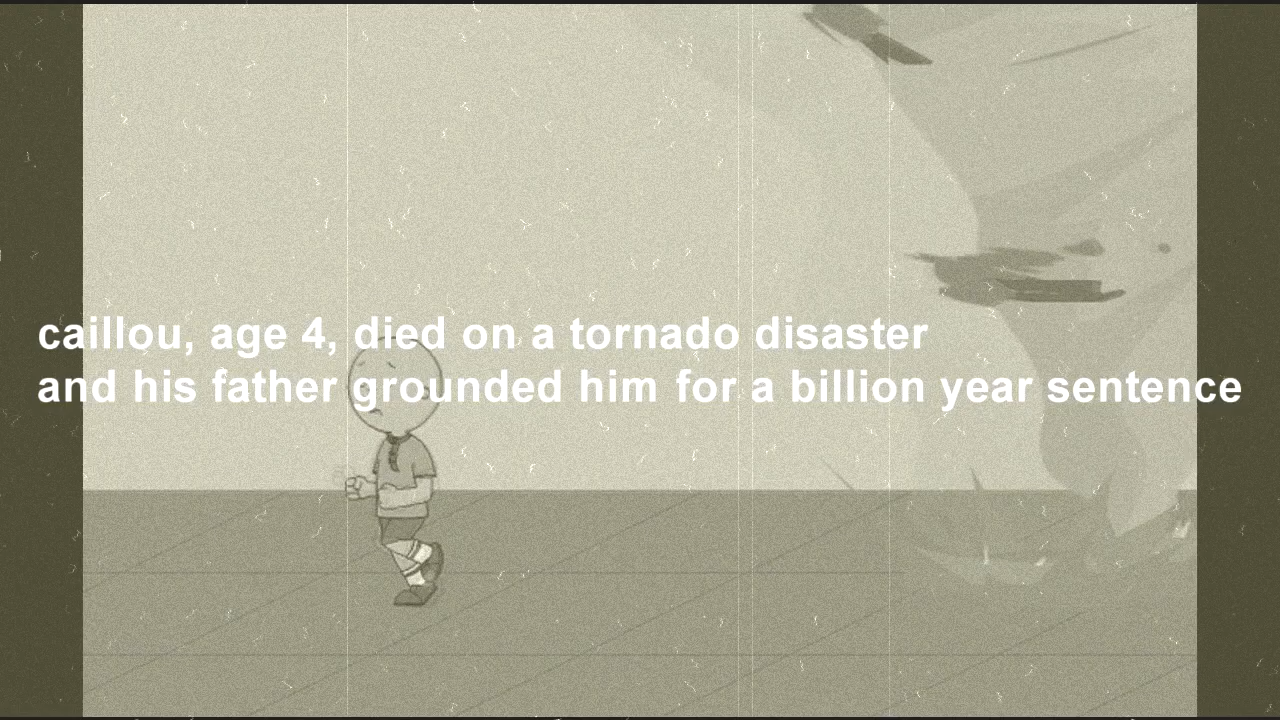 caillou, age 4, died on a tornado disaster
and his father grounded him for a billion year sentence